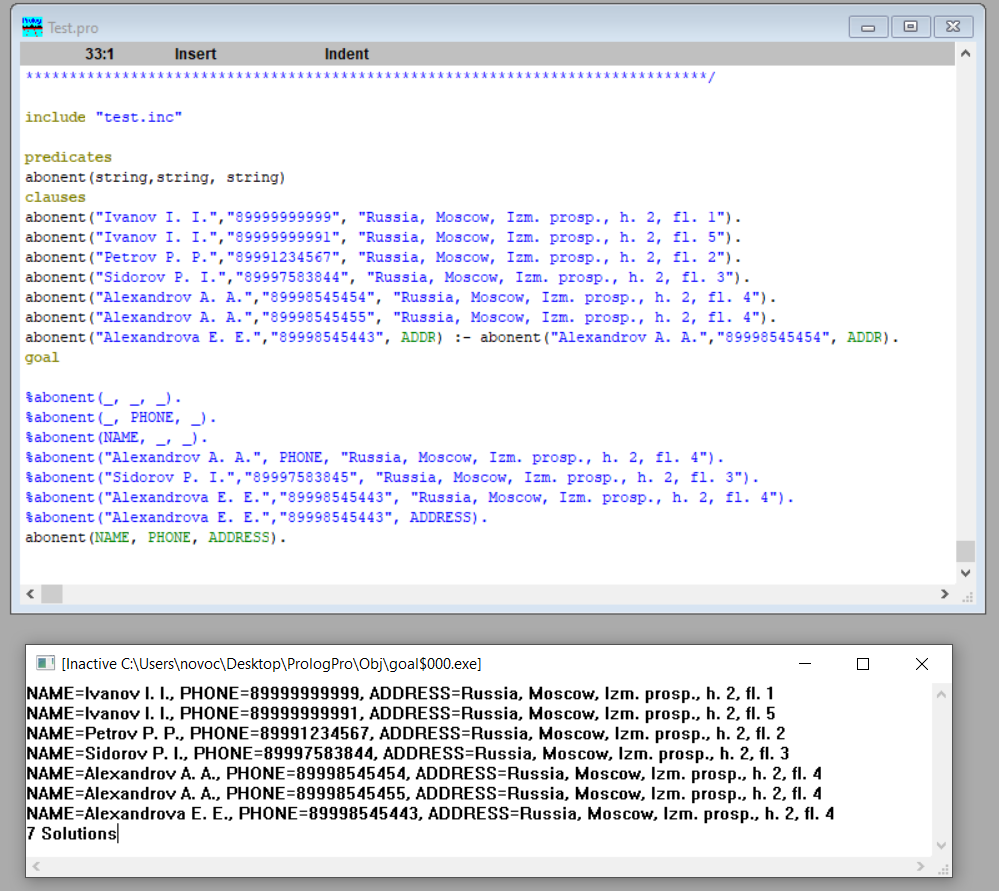 Test.pro
33:1 Insert Indent
******************************************************************************/
include "test.inc"
predicates
abonent(string,string, string)
clauses
abonent("Ivanov I. I.","89999999999", "Russia, Moscow, Izm. prosp., h. 2, fl. 1").
abonent("Ivanov I. I.","89999999991", "Russia, Moscow, Izm. prosp., h. 2, fl. 5").
abonent("Petrov P. P.","89991234567", "Russia, Moscow, Izm. prosp., h. 2, fl. 2").
abonent("Sidorov P. I.","89997583844", "Russia, Moscow, Izm. prosp., h. 2, fl. 3").
abonent("Alexandrov A. A.","89998545454", "Russia, Moscow, Izm. prosp., h. 2, fl. 4").
abonent("Alexandrov A. A.","89998545455", "Russia, Moscow, Izm. prosp., h. 2, fl. 4").
abonent("Alexandrova E. E.","89998545443", ADDR) :- abonent("Alexandrov A. A.","89998545454", ADDR).
goal
%abonent(_, _, _).
%abonent(_, PHONE, _).
%abonent(NAME, _, _).
%abonent("Alexandrov A. A.", PHONE, "Russia, Moscow, Izm. prosp., h. 2, fl. 4").
%abonent("Sidorov P. I.","89997583845", "Russia, Moscow, Izm. prosp., h. 2, fl. 3").
%abonent("Alexandrova E. E.","89998545443", "Russia, Moscow, Izm. prosp., h. 2, fl. 4").
%abonent("Alexandrova E. E.","89998545443", ADDRESS).
abonent(NAME, PHONE, ADDRESS).
[Inactive C:\Users\novoc\Desktop\PrologPro\Obj\goal$000.exe]
NAME=Ivanov I. I., PHONE=89999999999, ADDRESS=Russia, Moscow, Izm. prosp., h. 2, fl. 1
NAME=Ivanov I. I., PHONE=89999999991, ADDRESS=Russia, Moscow, Izm. prosp., h. 2, fl. 5
NAME=Petrov P. P., PHONE=89991234567, ADDRESS=Russia, Moscow, Izm. prosp., h. 2, fl. 2
NAME=Sidorov P. I., PHONE=89997583844, ADDRESS=Russia, Moscow, Izm. prosp., h. 2, fl. 3
NAME=Alexandrov A. A., PHONE=89998545454, ADDRESS=Russia, Moscow, Izm. prosp., h. 2, fl. 4
NAME=Alexandrov A. A., PHONE=89998545455, ADDRESS=Russia, Moscow, Izm. prosp., h. 2, fl. 4
NAME=Alexandrova E. E., PHONE=89998545443, ADDRESS=Russia, Moscow, Izm. prosp., h. 2, fl. 4
7 Solutions